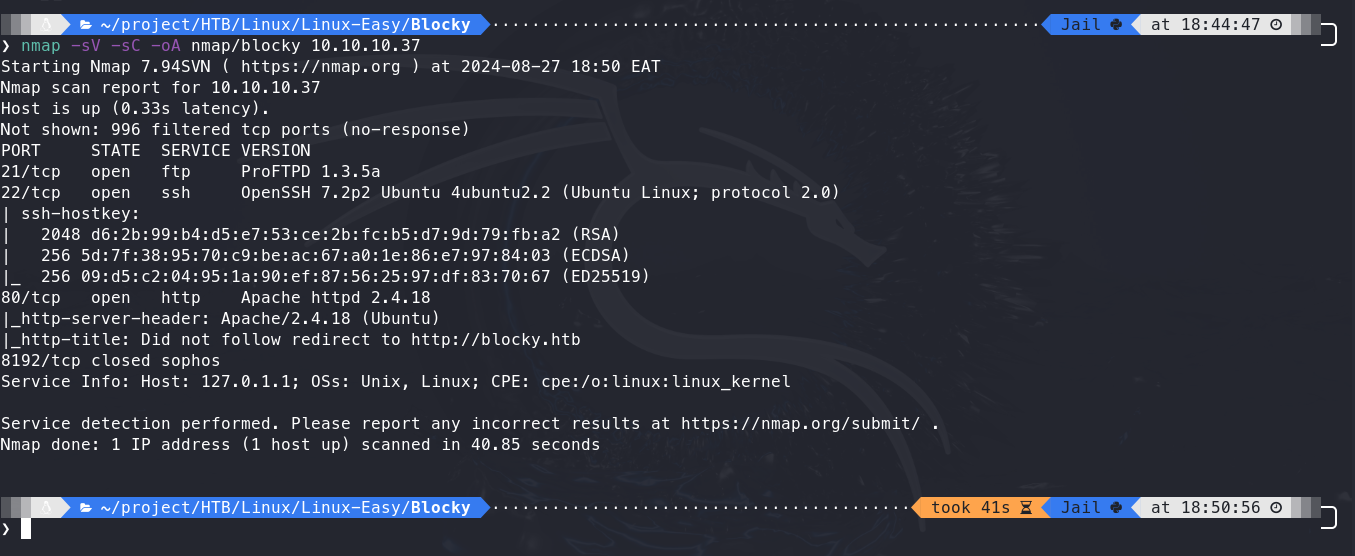 ~/project/HTB/Linux/Linux-Easy/Blocky Jail at 18:44:47
❯ nmap -sV -sC -oA nmap/blocky 10.10.10.37
Starting Nmap 7.94SVN ( https://nmap.org ) at 2024-08-27 18:50 EAT
Nmap scan report for 10.10.10.37
Host is up (0.33s latency).
Not shown: 996 filtered tcp ports (no-response)
PORT     STATE  SERVICE VERSION
21/tcp   open   ftp     ProFTPD 1.3.5a
22/tcp   open   ssh     OpenSSH 7.2p2 Ubuntu 4ubuntu2.2 (Ubuntu Linux; protocol 2.0)
| ssh-hostkey:
|   2048 d6:2b:99:b4:d5:e7:53:ce:2b:fc:b5:d7:9d:79:fb:a2 (RSA)
|   256 5d:7f:38:95:70:c9:be:ac:67:a0:1e:86:e7:97:84:03 (ECDSA)
|_  256 09:d5:c2:04:95:1a:90:ef:87:56:25:97:df:83:70:67 (ED25519)
80/tcp   open   http    Apache httpd 2.4.18
|_http-server-header: Apache/2.4.18 (Ubuntu)
|_http-title: Did not follow redirect to http://blocky.htb
8192/tcp closed sophos
Service Info: Host: 127.0.1.1; OSs: Unix, Linux; CPE: cpe:/o:linux:linux_kernel
Service detection performed. Please report any incorrect results at https://nmap.org/submit/ .
Nmap done: 1 IP address (1 host up) scanned in 40.85 seconds
~/project/HTB/Linux/Linux-Easy/Blocky took 41s Jail at 18:50:56
❯